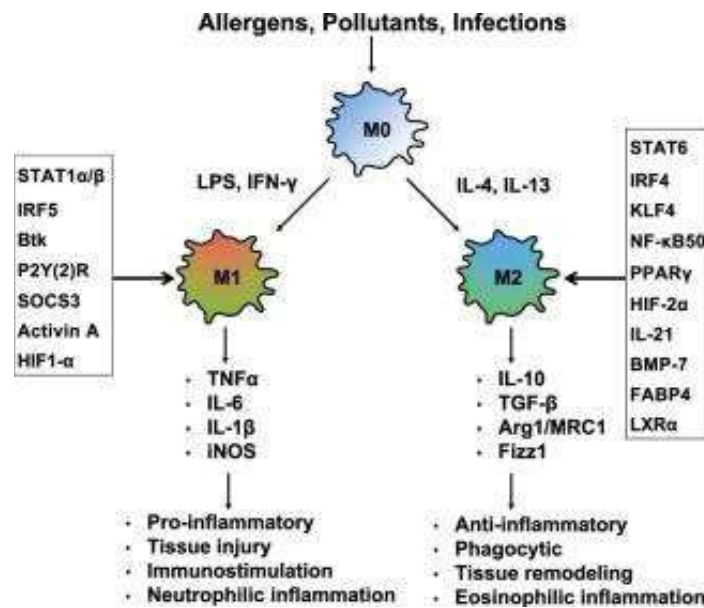 Allergens, Pollutants, Infections
M0
LPS, IFN-γ
IL-4, IL-13
STAT1α/β
IRF5
Btk
P2Y(2)R
SOCS3
Activin A
HIF1-α
M1
M2
STAT6
IRF4
KLF4
NF-κB50
PPARγ
HIF-2α
IL-21
BMP-7
FABP4
LXRα
• TNFα
• IL-6
• IL-1β
• iNOS
• IL-10
• TGF-β
• Arg1/MRC1
• Fizz1
• Pro-inflammatory
• Tissue injury
• Immunostimulation
• Neutrophilic inflammation
• Anti-inflammatory
• Phagocytic
• Tissue remodeling
• Eosinophilic inflammation